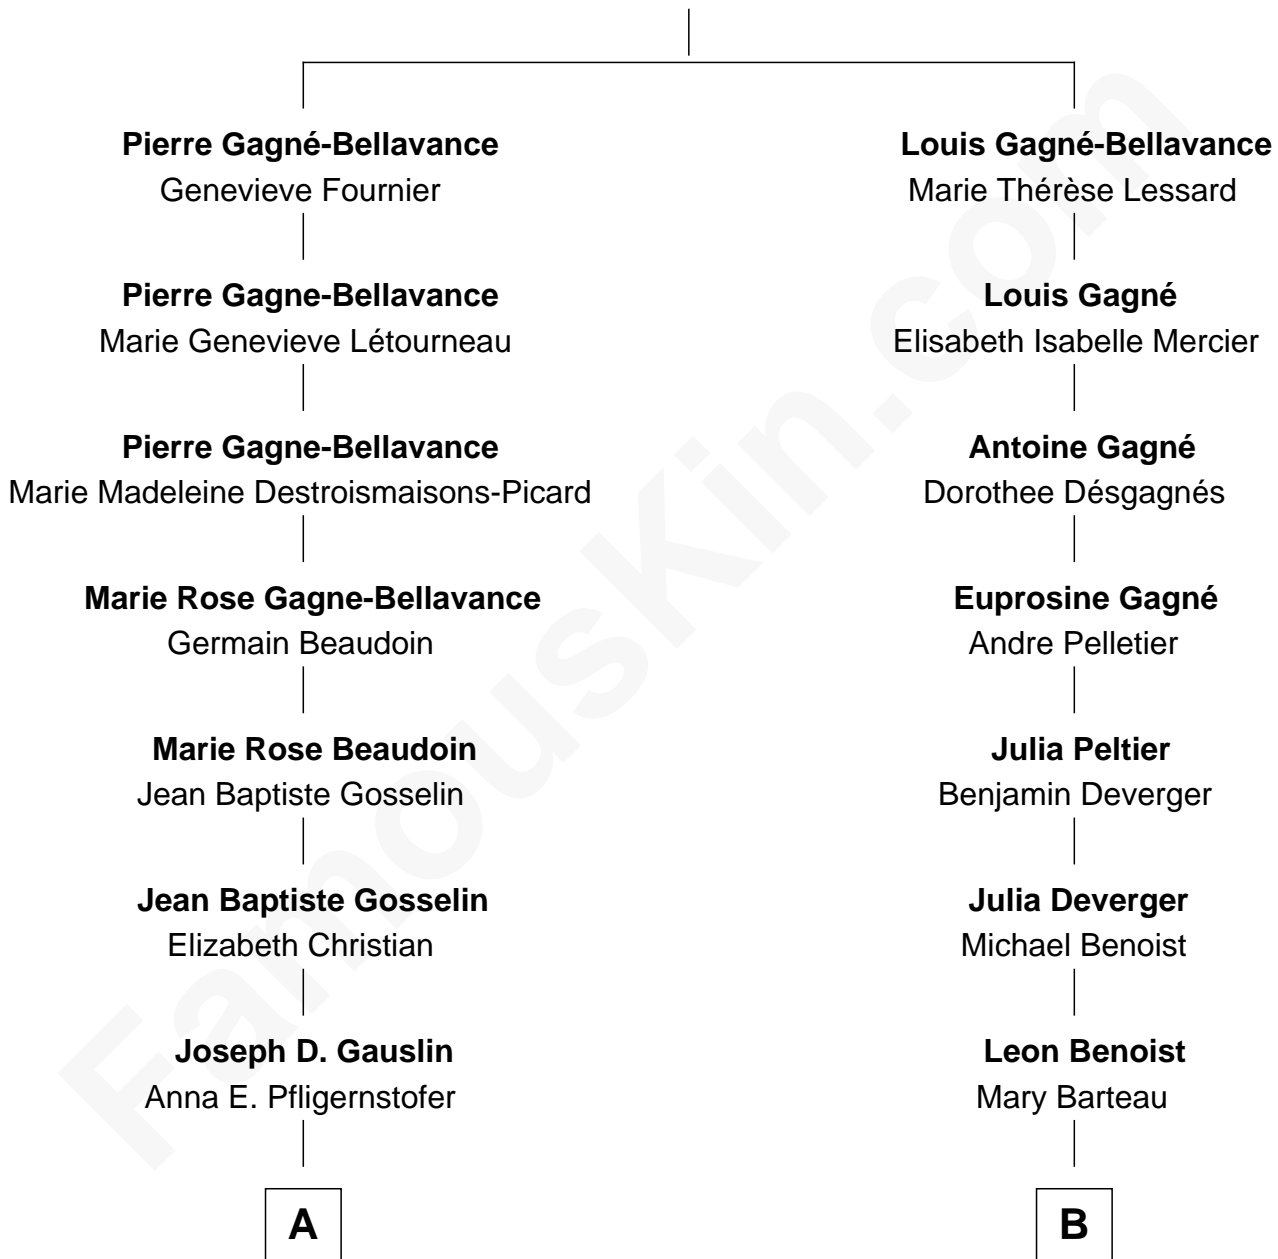 Pierre Gagné-Bellavance
Genevieve Fournier
Pierre Gagne-Bellavance
Marie Genevieve Létourneau
Pierre Gagne-Bellavance
Marie Madeleine Destroismaisons-Picard
Marie Rose Gagne-Bellavance
Germain Beaudoin
Marie Rose Beaudoin
Jean Baptiste Gosselin
Jean Baptiste Gosselin
Elizabeth Christian
Joseph D. Gauslin
Anna E. Pfligernstofer
A
Louis Gagné-Bellavance
Marie Thérèse Lessard
Louis Gagné
Elisabeth Isabelle Mercier
Antoine Gagné
Dorothee Désgagnés
Euprosine Gagné
Andre Pelletier
Julia Peltier
Benjamin Deverger
Julia Deverger
Michael Benoist
Leon Benoist
Mary Barteau
B
FamousKin.com